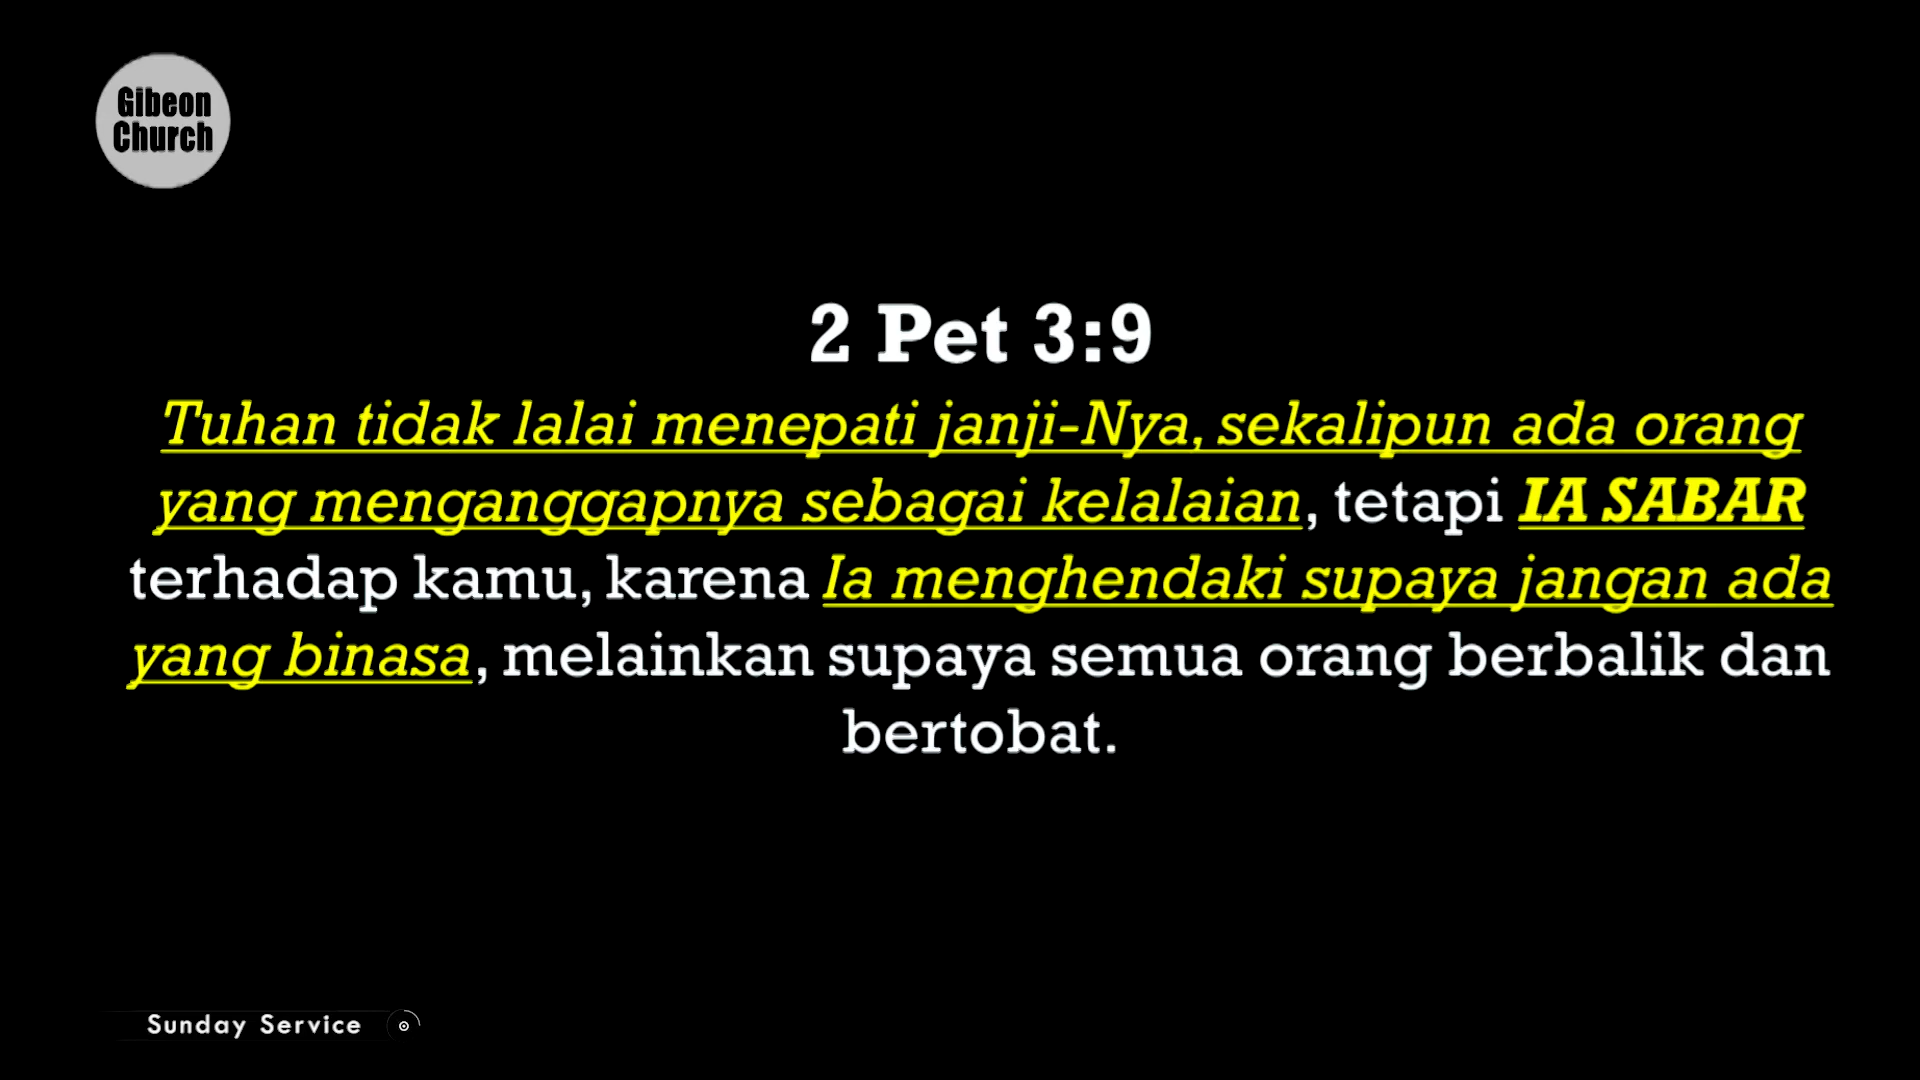 Gibeon
Church
2 Pet 3:9
Tuhan tidak lalai menepati janji-Nya, sekalipun ada orang
yang menganggapnya sebagai kelalaian, tetapi IA SABAR
terhadap kamu, karena Ia menghendaki supaya jangan ada
yang binasa, melainkan supaya semua orang berbalik dan
bertobat.
Sunday Service